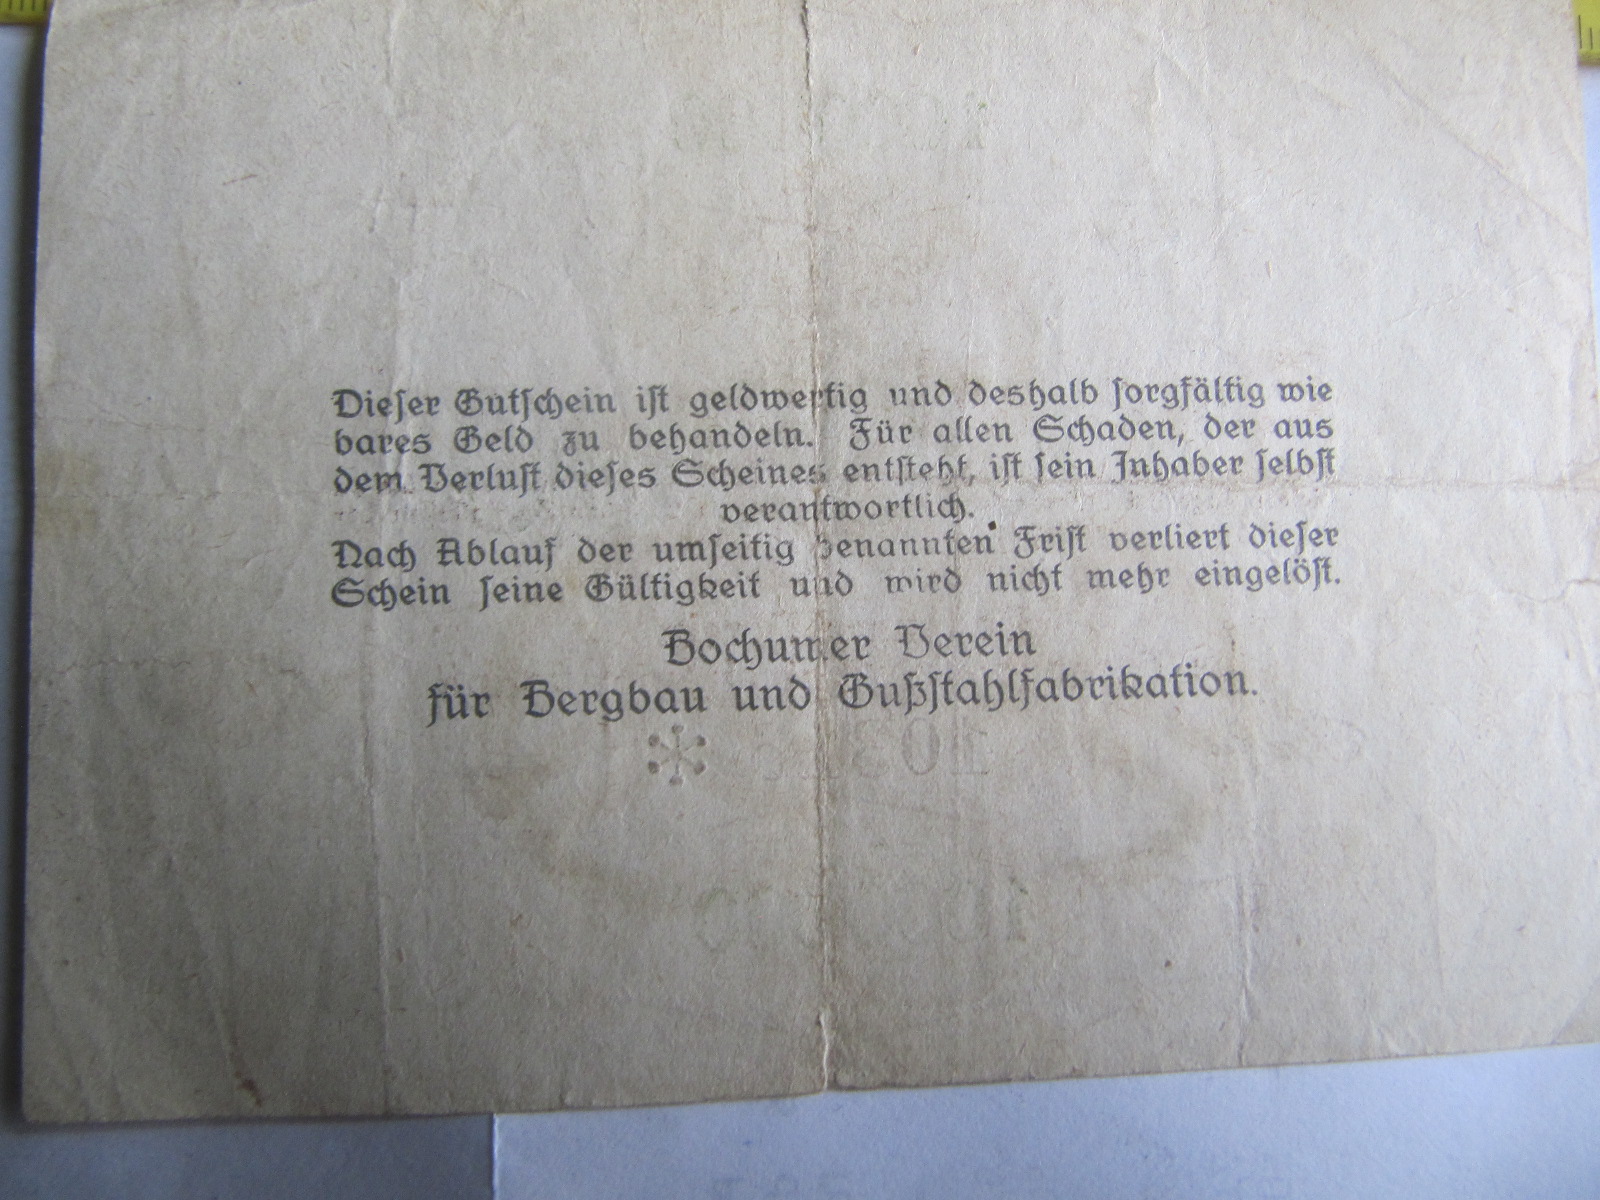 Dieſer Gutſchein iſt geldwertig und deshalb ſorgfältig wie
bares Geld zu behandeln. Für allen Schaden, der aus
dem Verluſt dieſes Scheines entſteht, iſt ſein Inhaber ſelbſt
verantwortlich.
Nach Ablauf der umſeitig genannten Friſt verliert dieſer
Schein ſeine Gültigkeit und wird nicht mehr eingelöſt.
Bochumer Verein
für Bergbau und Gußſtahlfabrikation.